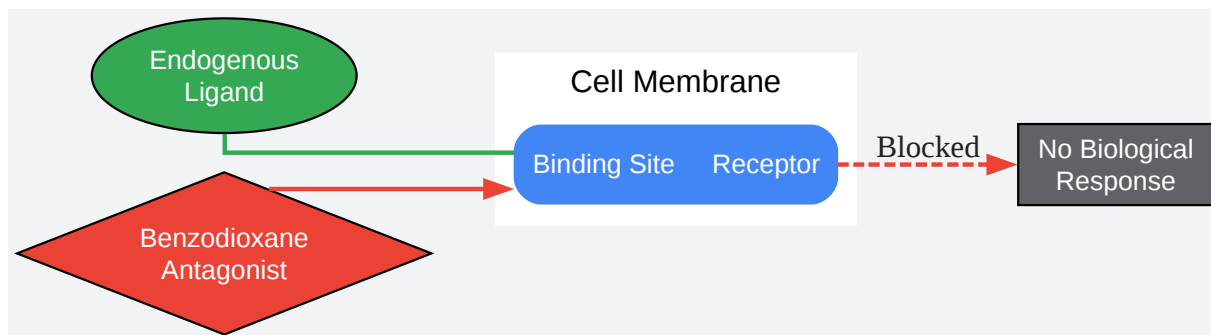 Endogenous
Ligand
Cell Membrane
Binding Site Receptor
Blocked
No Biological
Response
Benzodioxane
Antagonist